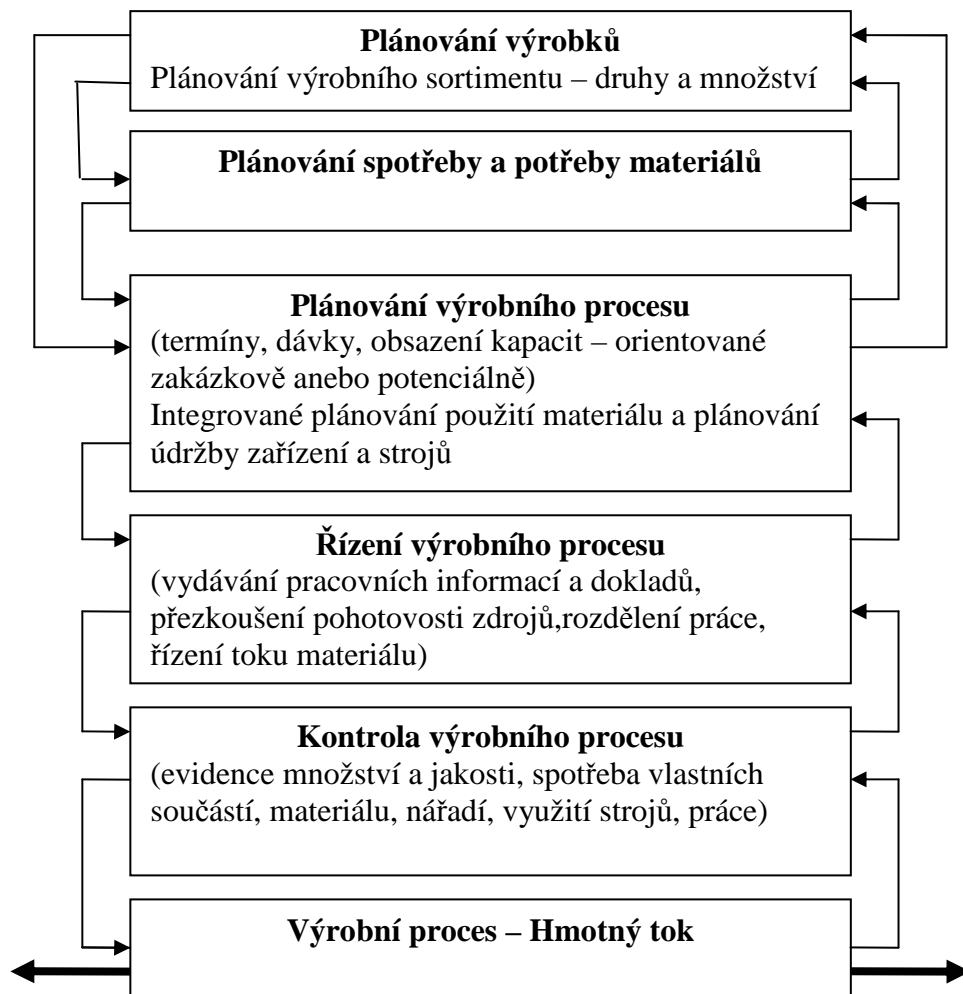 Plánování výrobků
Plánování výrobního sortimentu – druhy a množství
Plánování spotřeby a potřeby materiálů
Plánování výrobního procesu
(termíny, dávky, obsazení kapacit – orientované
zakázkově anebo potenciálně)
Integrované plánování použití materiálu a plánování
údržby zařízení a strojů
Řízení výrobního procesu
(vydávání pracovních informací a dokladů,
přezkoušení pohotovosti zdrojů,rozdělení práce,
řízení toku materiálu)
Kontrola výrobního procesu
(evidence množství a jakosti, spotřeba vlastních
součástí, materiálu, nářadí, využití strojů, práce)
Výrobní proces – Hmotný tok